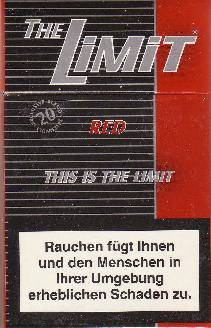 THE
LIMIT
20
RED
THIS IS THE LIMIT
Rauchen fügt Ihnen
und den Menschen in
Ihrer Umgebung
erheblichen Schaden zu.